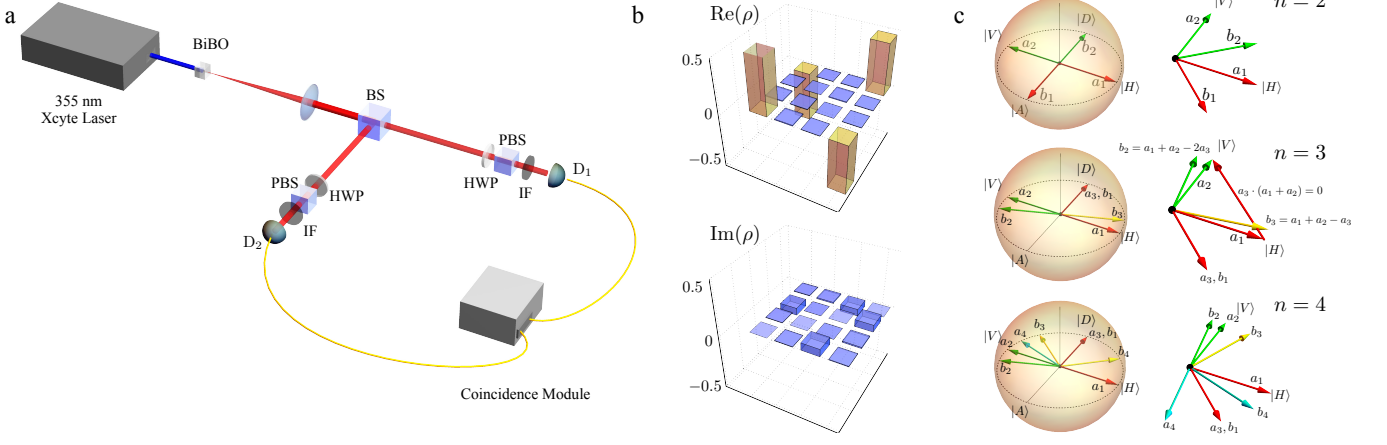 a
BiBO
355 nm
Xcyte Laser
BS
PBS
HWP
IF
D₁
PBS
HWP
IF
D₂
Coincidence Module
b
Re(ρ)
0.5
0
−0.5
Im(ρ)
0.5
0
−0.5
c
|V⟩
|D⟩
a₂
b₂
a₁
|H⟩
b₁
|A⟩
|V⟩
n = 2
a₂
b₂
a₁
|H⟩
b₁
|V⟩
|D⟩
a₂
a₃, b₁
b₂
b₃
a₁
|H⟩
|A⟩
b₂ = a₁ + a₂ − 2a₃
|V⟩
n = 3
a₂
a₃ · (a₁ + a₂) = 0
b₃ = a₁ + a₂ − a₃
a₁
|H⟩
a₃, b₁
|V⟩
a₄
b₃
|D⟩
a₃, b₁
a₂
b₂
b₄
a₁
|H⟩
|A⟩
n = 4
b₂
a₂
|V⟩
b₃
a₁
|H⟩
b₄
a₄
a₃, b₁